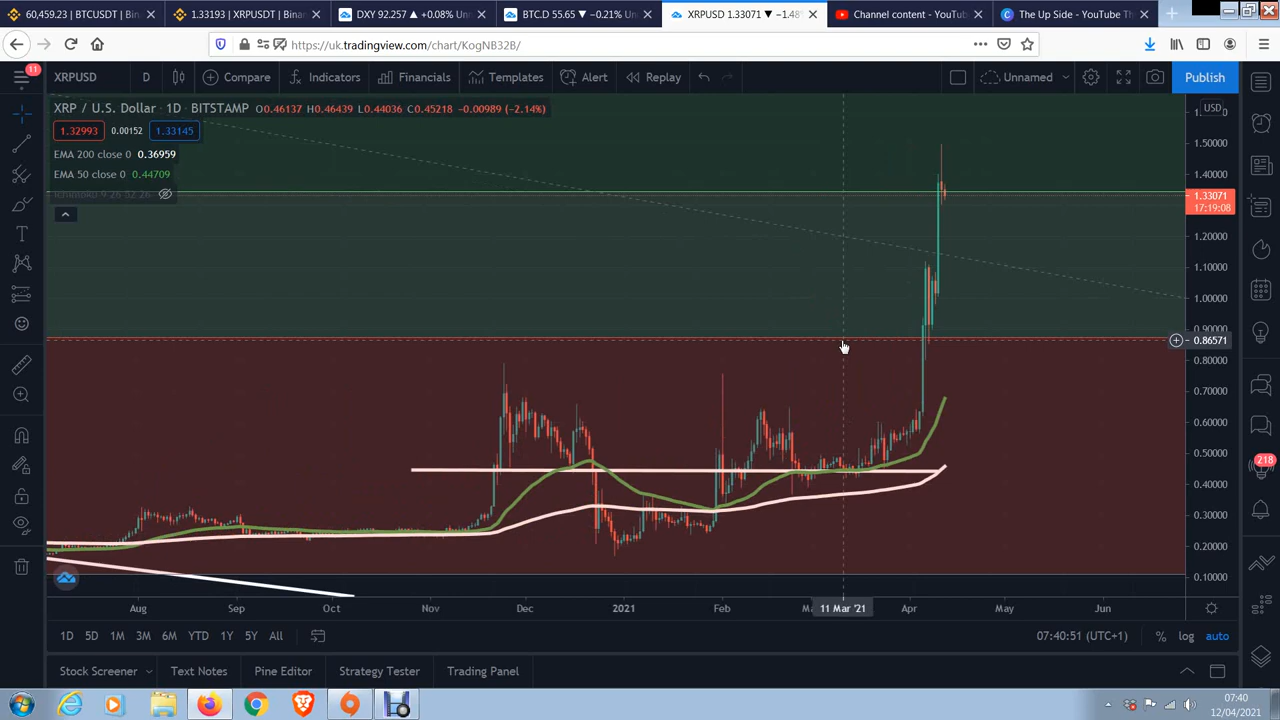 60,459.23 | BTCUSDT | Binan
1.33193 | XRPUSDT | Binan
DXY 92.257 ▲ +0.08% Un
BTC.D 55.65 ▼ −0.21% Un
XRPUSD 1.33071 ▼ −1.48%
Channel content - YouTube
The Up Side - YouTube Th
https://uk.tradingview.com/chart/KogNB32B/
11
XRPUSD
D
Compare
Indicators
Financials
Templates
Alert
Replay
Unnamed
Publish
XRP / U.S. Dollar · 1D · BITSTAMP O0.46137 H0.46439 L0.44036 C0.45218 -0.00989 (-2.14%)
USD
1.32993 0.00152 1.33145
EMA 200 close 0 0.36959
EMA 50 close 0 0.44709
Ichimoku 9 26 52 26
1.50000
1.40000
1.33071
17:19:08
1.20000
1.10000
1.00000
0.90000
0.86571
0.80000
0.70000
0.60000
0.50000
0.40000
0.30000
0.20000
0.10000
218
Aug Sep Oct Nov Dec 2021 Feb 11 Mar '21 Apr May Jun
1D 5D 1M 3M 6M YTD 1Y 5Y All
07:40:51 (UTC+1) % log auto
Stock Screener Text Notes Pine Editor Strategy Tester Trading Panel
07:40
12/04/2021